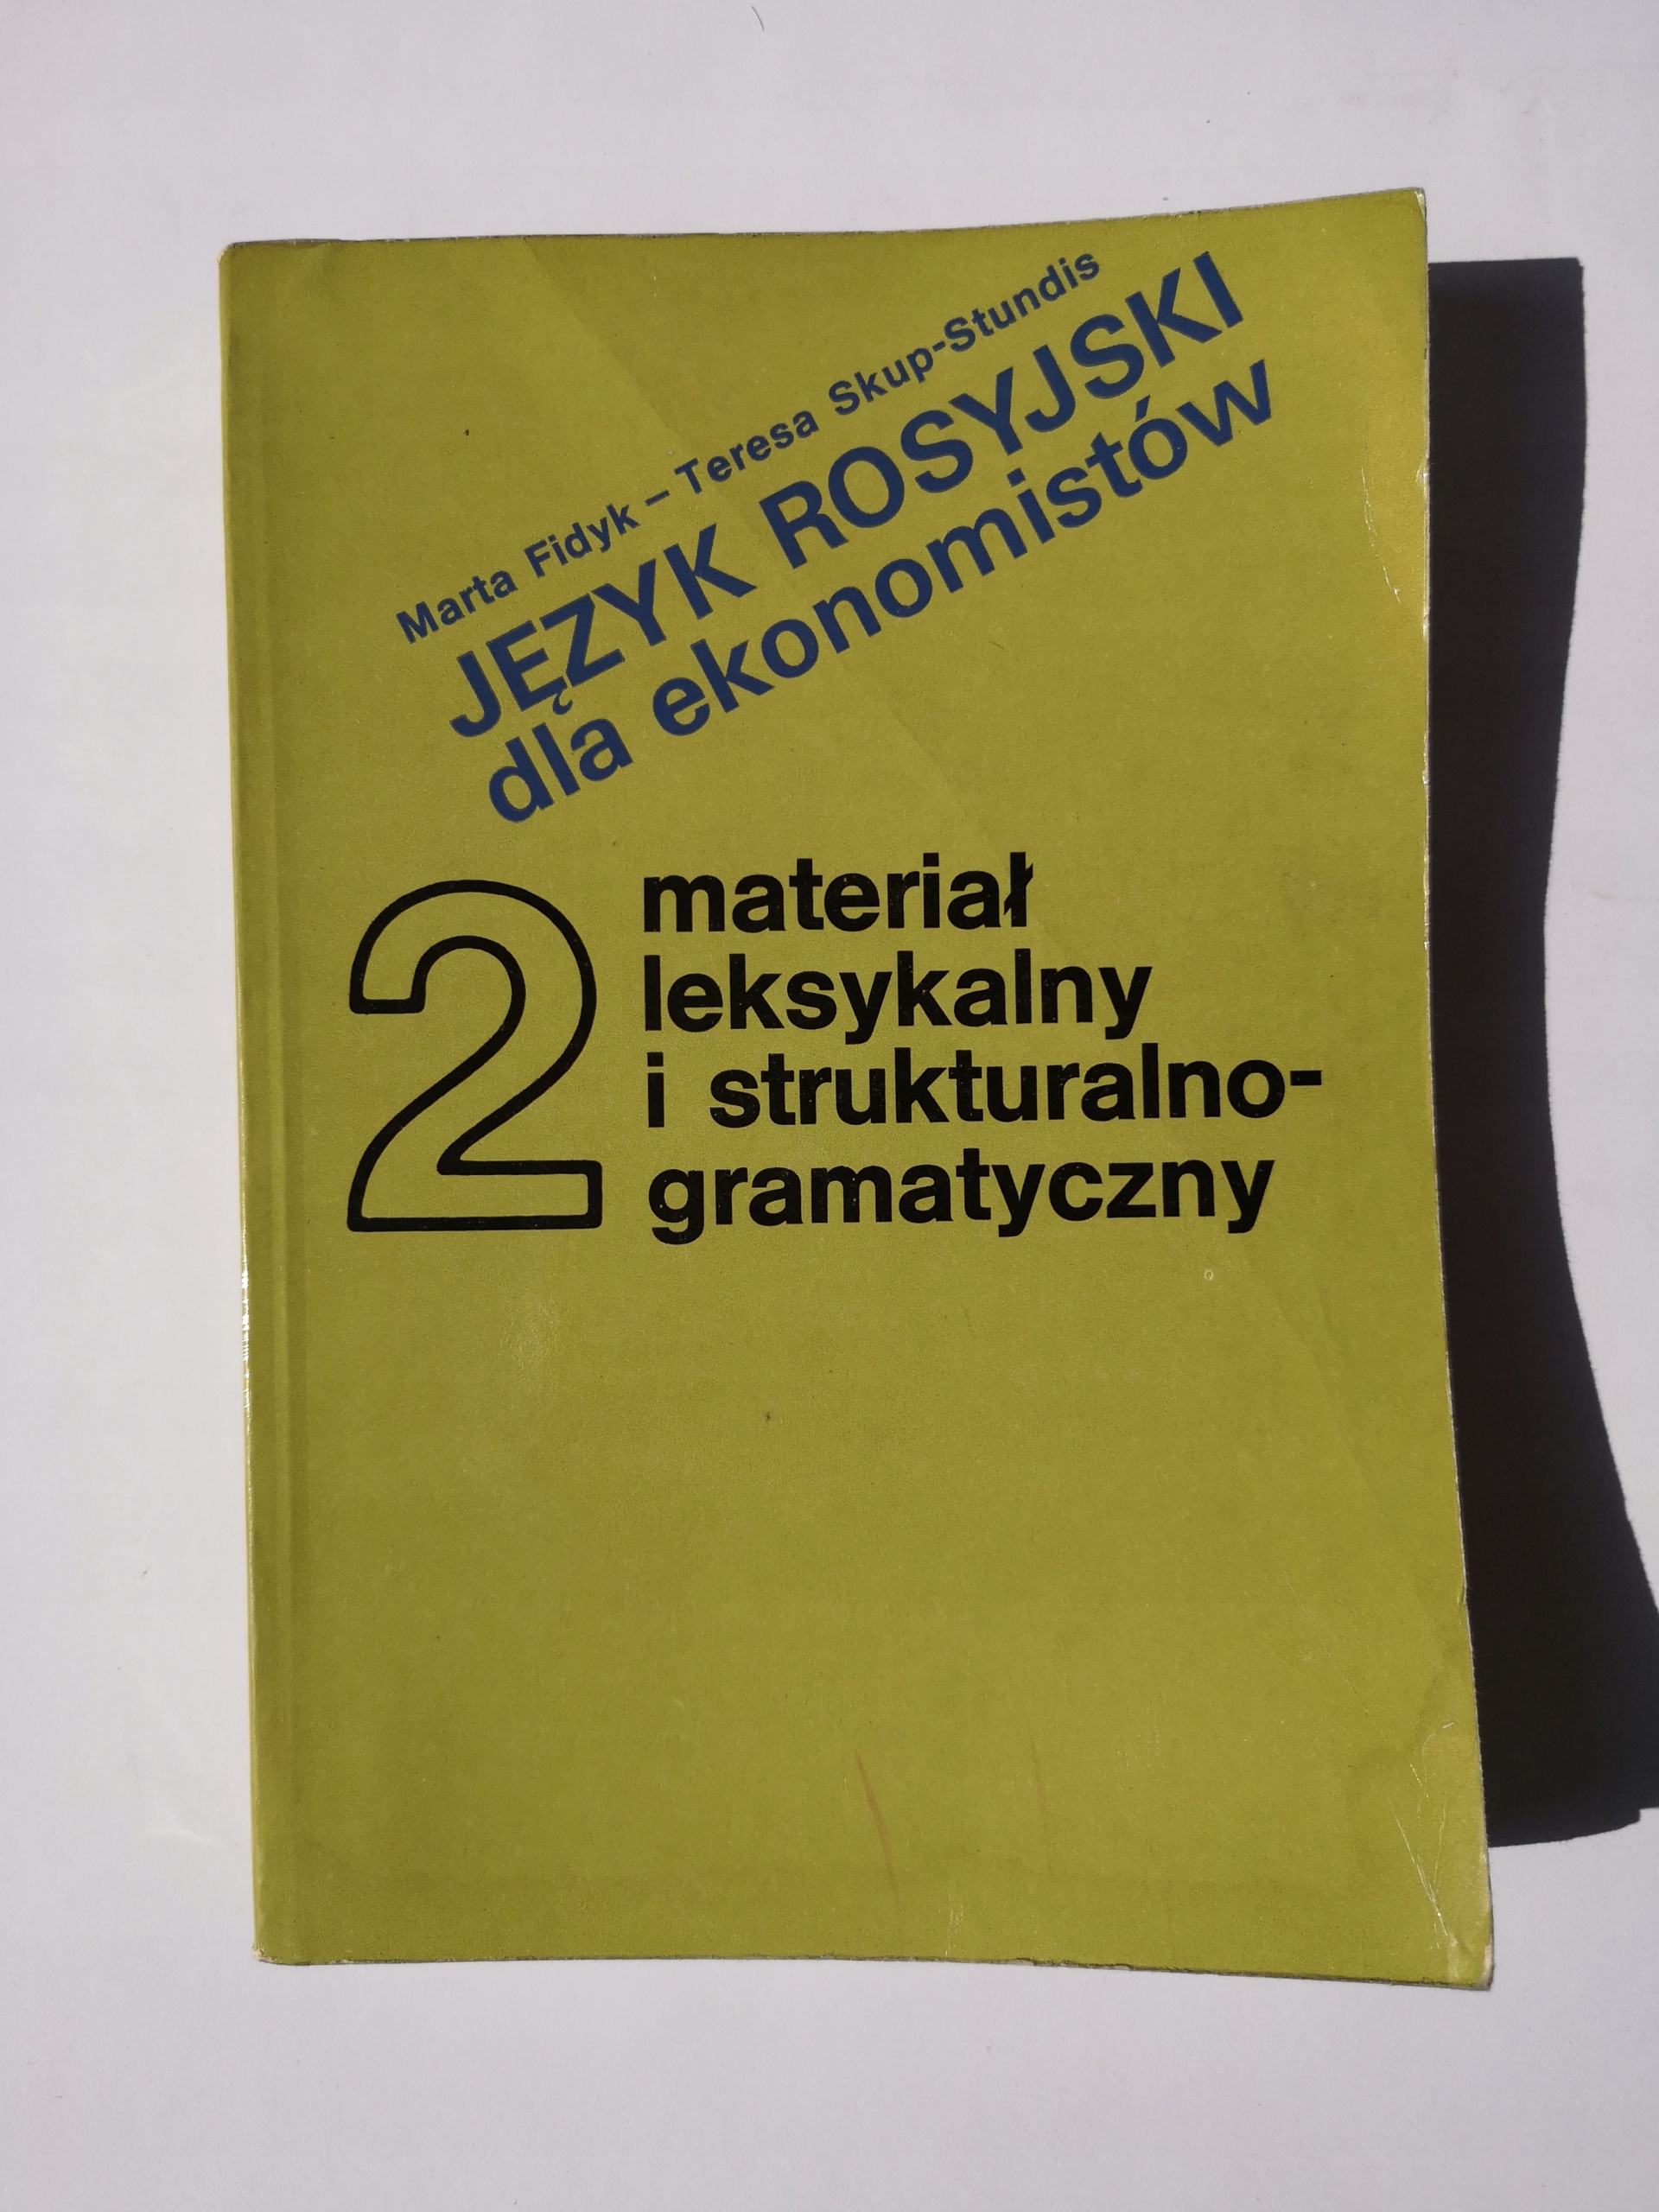 Marta Fidyk – Teresa Skup-Stundis
JĘZYK ROSYJSKI
dla ekonomistów
2
materiał
leksykalny
i strukturalno-
gramatyczny